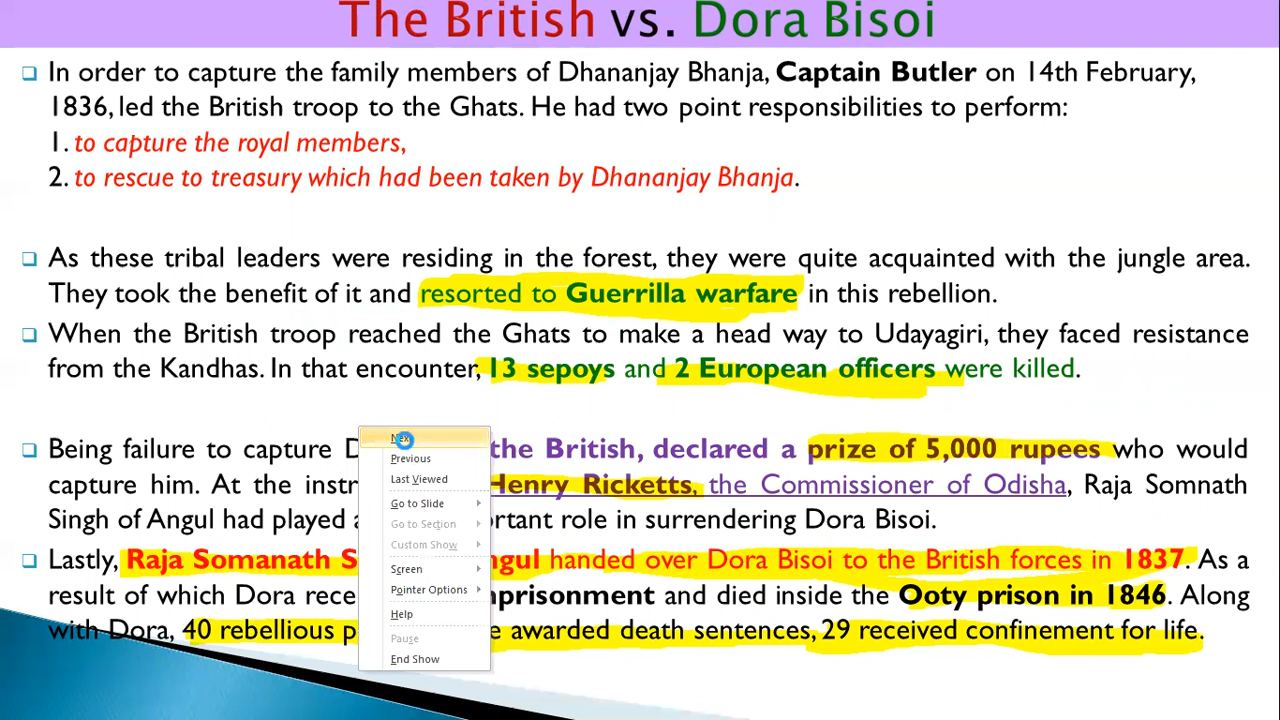 The British vs. Dora Bisoi
In order to capture the family members of Dhananjay Bhanja, Captain Butler on 14th February,
1836, led the British troop to the Ghats. He had two point responsibilities to perform:
1. to capture the royal members,
2. to rescue to treasury which had been taken by Dhananjay Bhanja.
As these tribal leaders were residing in the forest, they were quite acquainted with the jungle area.
They took the benefit of it and resorted to Guerrilla warfare in this rebellion.
When the British troop reached the Ghats to make a head way to Udayagiri, they faced resistance
from the Kandhas. In that encounter, 13 sepoys and 2 European officers were killed.
Being failure to capture the British, declared a prize of 5,000 rupees who would
capture him. At the Henry Ricketts, the Commissioner of Odisha, Raja Somnath
Singh of Angul had played role in surrendering Dora Bisoi.
Lastly, Raja Somanath handed over Dora Bisoi to the British forces in 1837. As a
result of which Dora and died inside the Ooty prison in 1846. Along
with Dora, 40 rebellious awarded death sentences, 29 received confinement for life.
Next
Previous
Last Viewed
Go to Slide
Go to Section
Custom Show
Screen
Pointer Options
Help
Pause
End Show